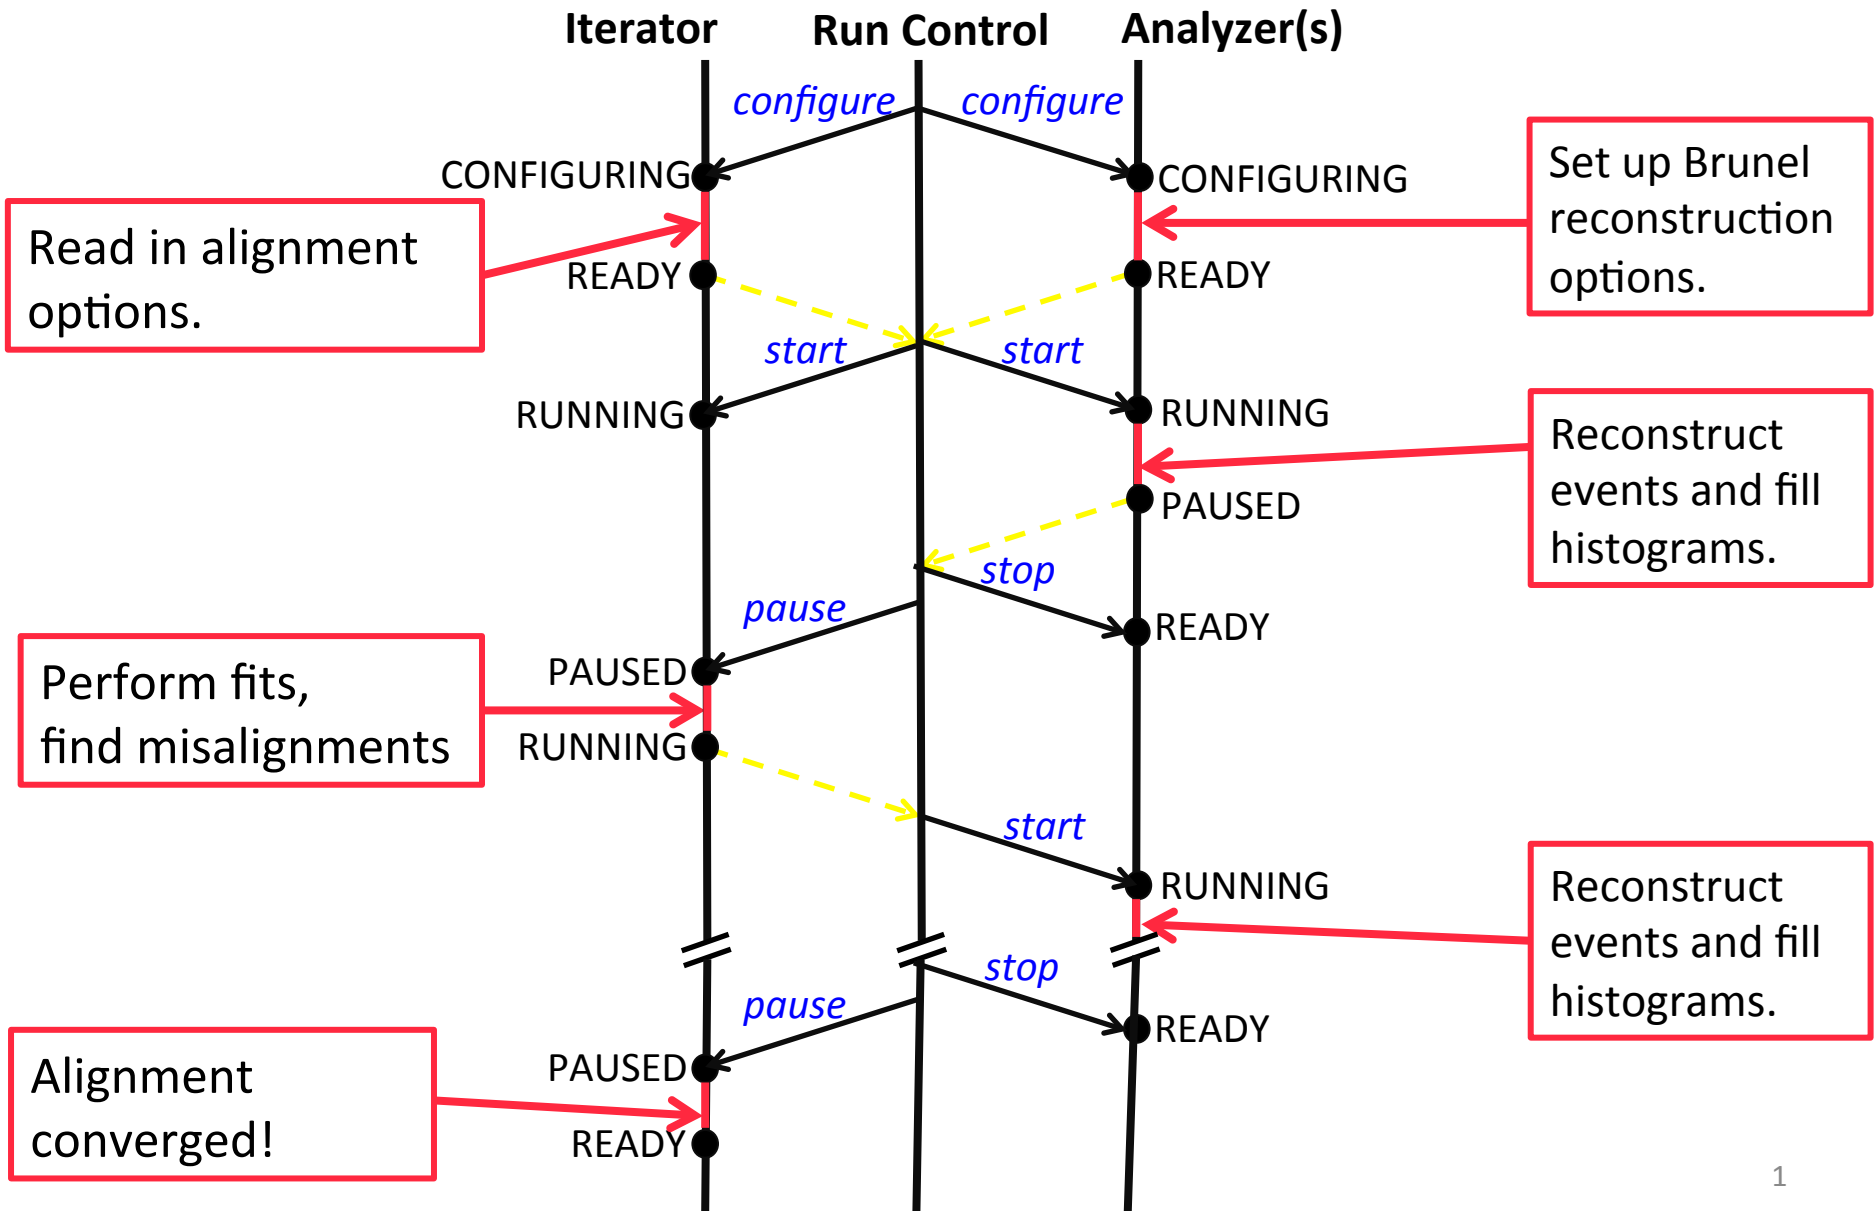 Iterator Run Control Analyzer(s)
configure configure
CONFIGURING CONFIGURING
Set up Brunel
reconstruction
options.
Read in alignment
options.
READY READY
start start
RUNNING RUNNING
Reconstruct
events and fill
histograms.
PAUSED
stop
pause
READY
PAUSED
Perform fits,
find misalignments
RUNNING
start
RUNNING
Reconstruct
events and fill
histograms.
stop
pause
READY
PAUSED
Alignment
converged!
READY
1